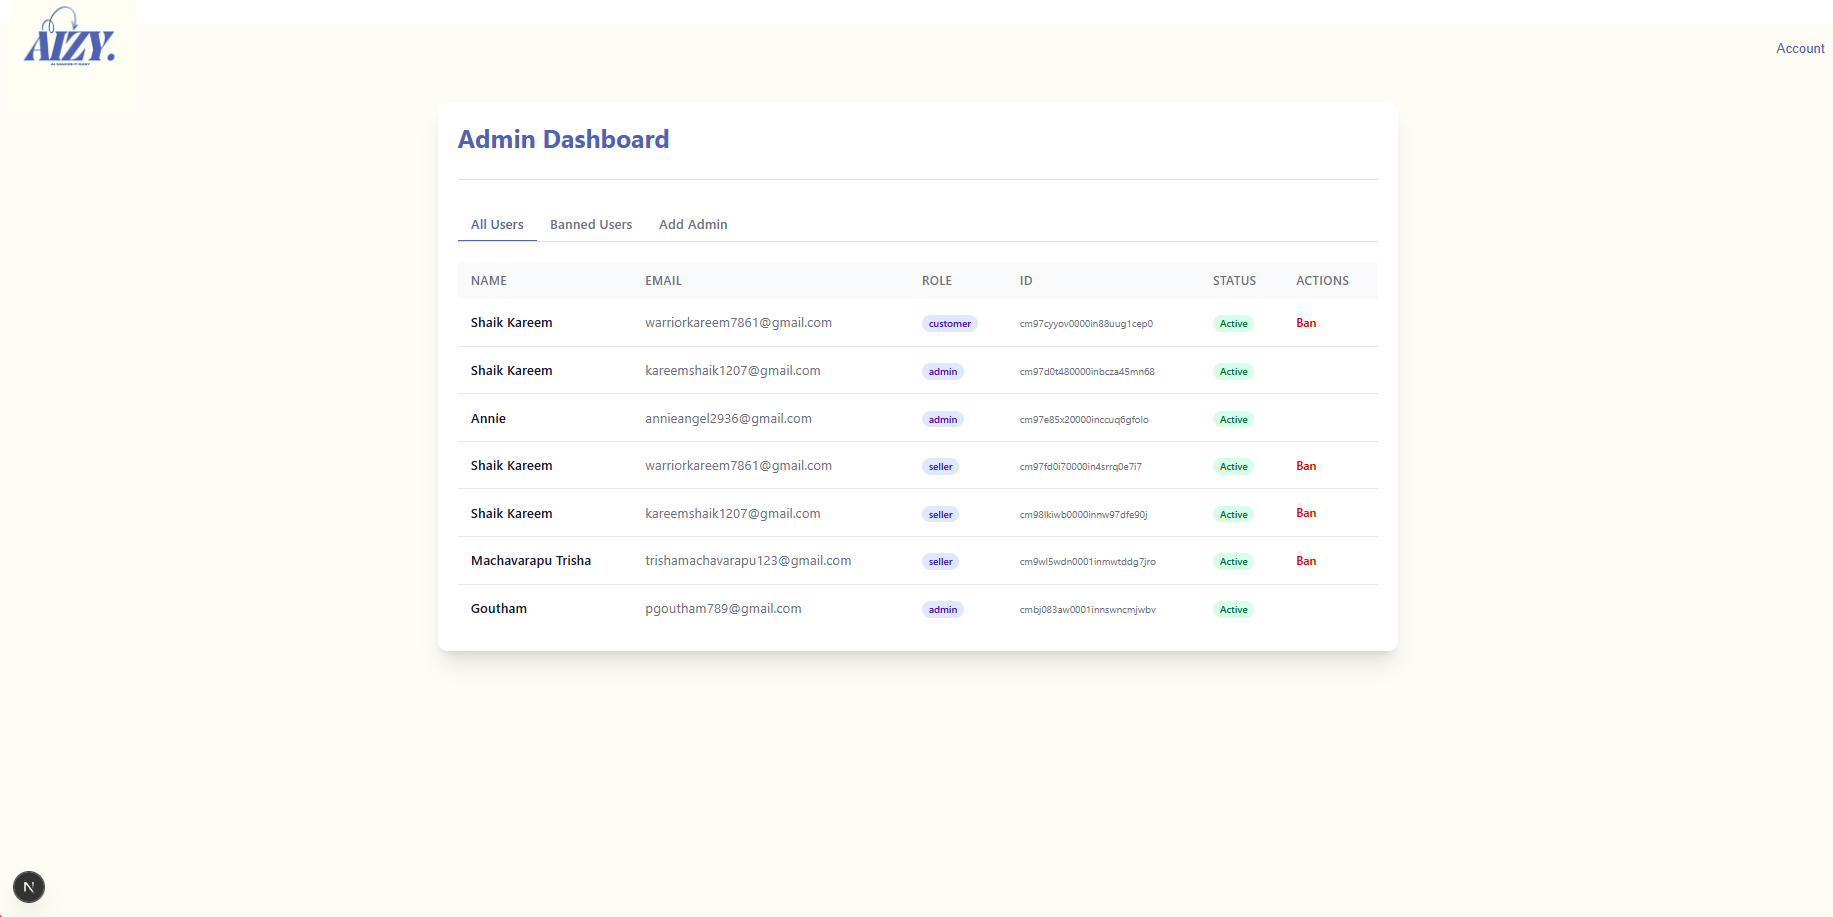 AIZY.
Account
Admin Dashboard
All Users Banned Users Add Admin
NAME EMAIL ROLE ID STATUS ACTIONS
Shaik Kareem warriorkareem7861@gmail.com customer cm97cyyov0000in88uug1cep0 Active Ban
Shaik Kareem kareemshaik1207@gmail.com admin cm97d0t480000inbcza45mn68 Active
Annie annieangel2936@gmail.com admin cm97e85x20000inccuq6gfolo Active
Shaik Kareem warriorkareem7861@gmail.com seller cm97fd0i70000in4srrq0e7i7 Active Ban
Shaik Kareem kareemshaik1207@gmail.com seller cm98lkiwb0000innw97dfe90j Active Ban
Machavarapu Trisha trishamachavarapu123@gmail.com seller cm9wl5wdn0001inmwtddg7jro Active Ban
Goutham pgoutham789@gmail.com admin cmbj083aw0001innswncmjwbv Active
N